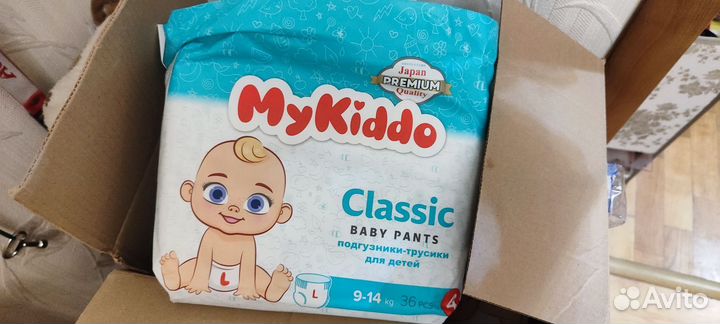 Japan
PREMIUM
Quality
MyKiddo
Classic
BABY PANTS
подгузники-трусики
для детей
L
L
9-14 kg 36 PCS 4
Avito